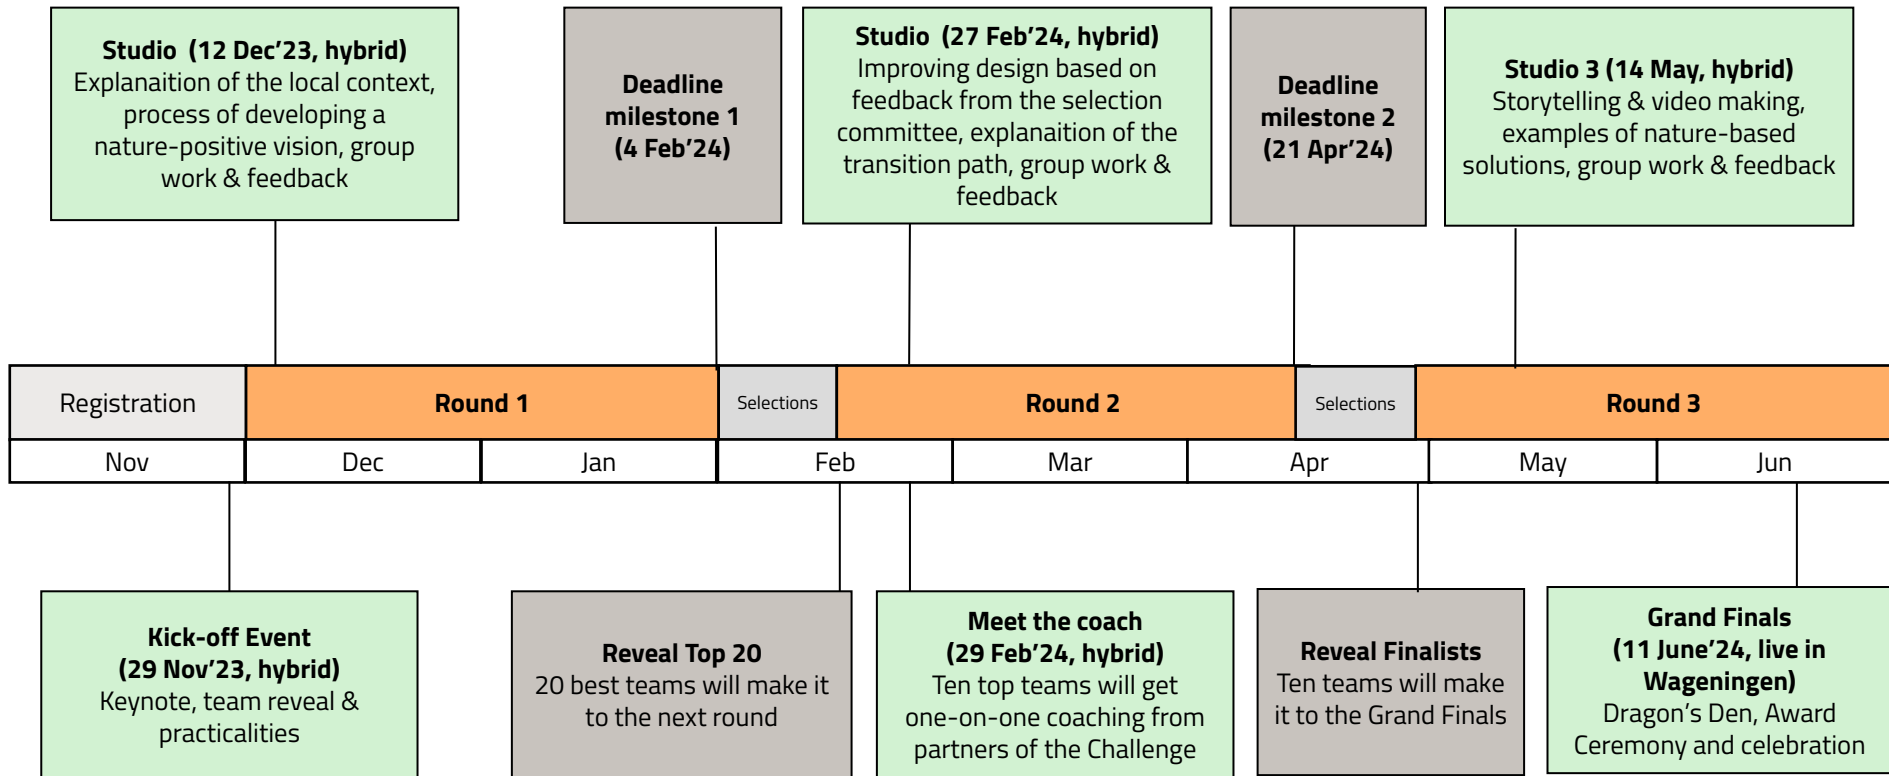 Studio (12 Dec’23, hybrid)
Explanaition of the local context,
process of developing a
nature-positive vision, group
work & feedback
Deadline
milestone 1
(4 Feb’24)
Studio (27 Feb’24, hybrid)
Improving design based on
feedback from the selection
committee, explanaition of the
transition path, group work &
feedback
Deadline
milestone 2
(21 Apr’24)
Studio 3 (14 May, hybrid)
Storytelling & video making,
examples of nature-based
solutions, group work & feedback
Registration
Round 1
Selections
Round 2
Selections
Round 3
Nov
Dec
Jan
Feb
Mar
Apr
May
Jun
Kick-off Event
(29 Nov’23, hybrid)
Keynote, team reveal &
practicalities
Reveal Top 20
20 best teams will make it
to the next round
Meet the coach
(29 Feb’24, hybrid)
Ten top teams will get
one-on-one coaching from
partners of the Challenge
Reveal Finalists
Ten teams will make
it to the Grand Finals
Grand Finals
(11 June’24, live in
Wageningen)
Dragon’s Den, Award
Ceremony and celebration